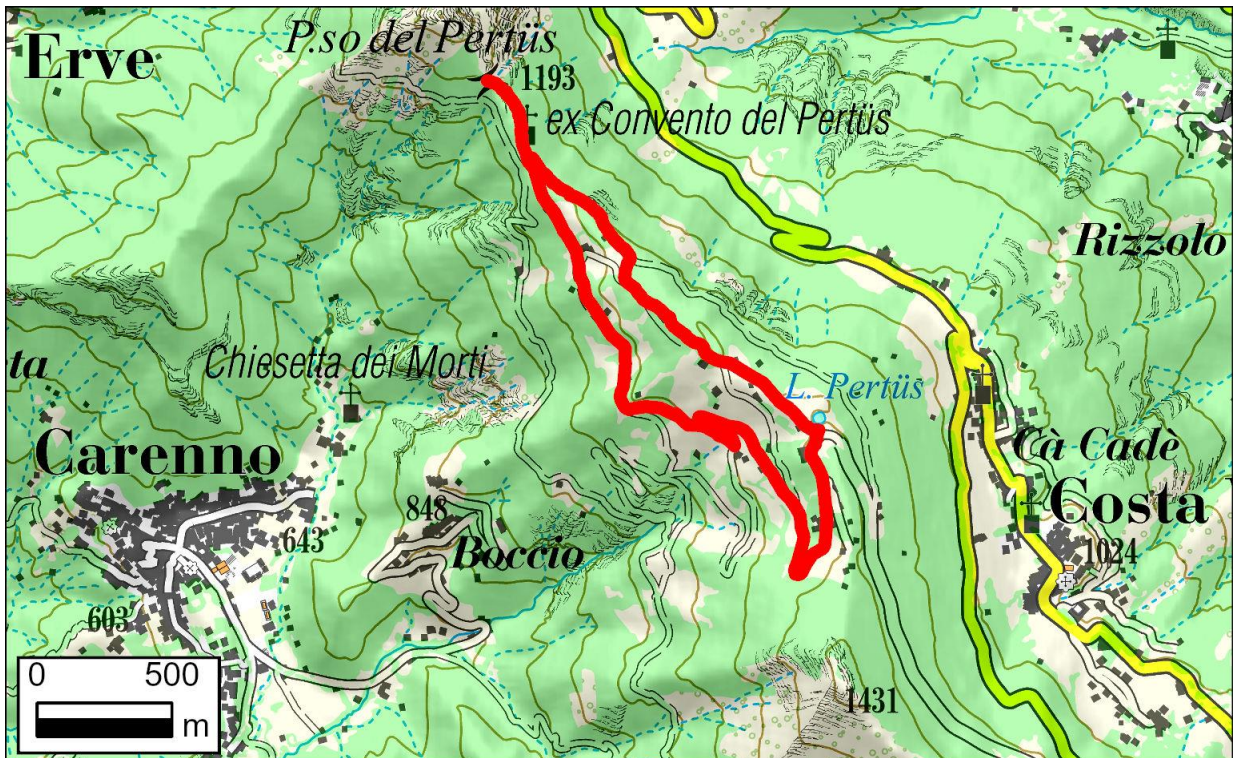 Erve
P.so del Pertüs
1193
ex Convento del Pertüs
Rizzolo
ta
Chiesetta dei Morti
L. Pertüs
Carenno
Cà Cadè
Costa
848
643
Boccio
1024
603
1431
0 500
m